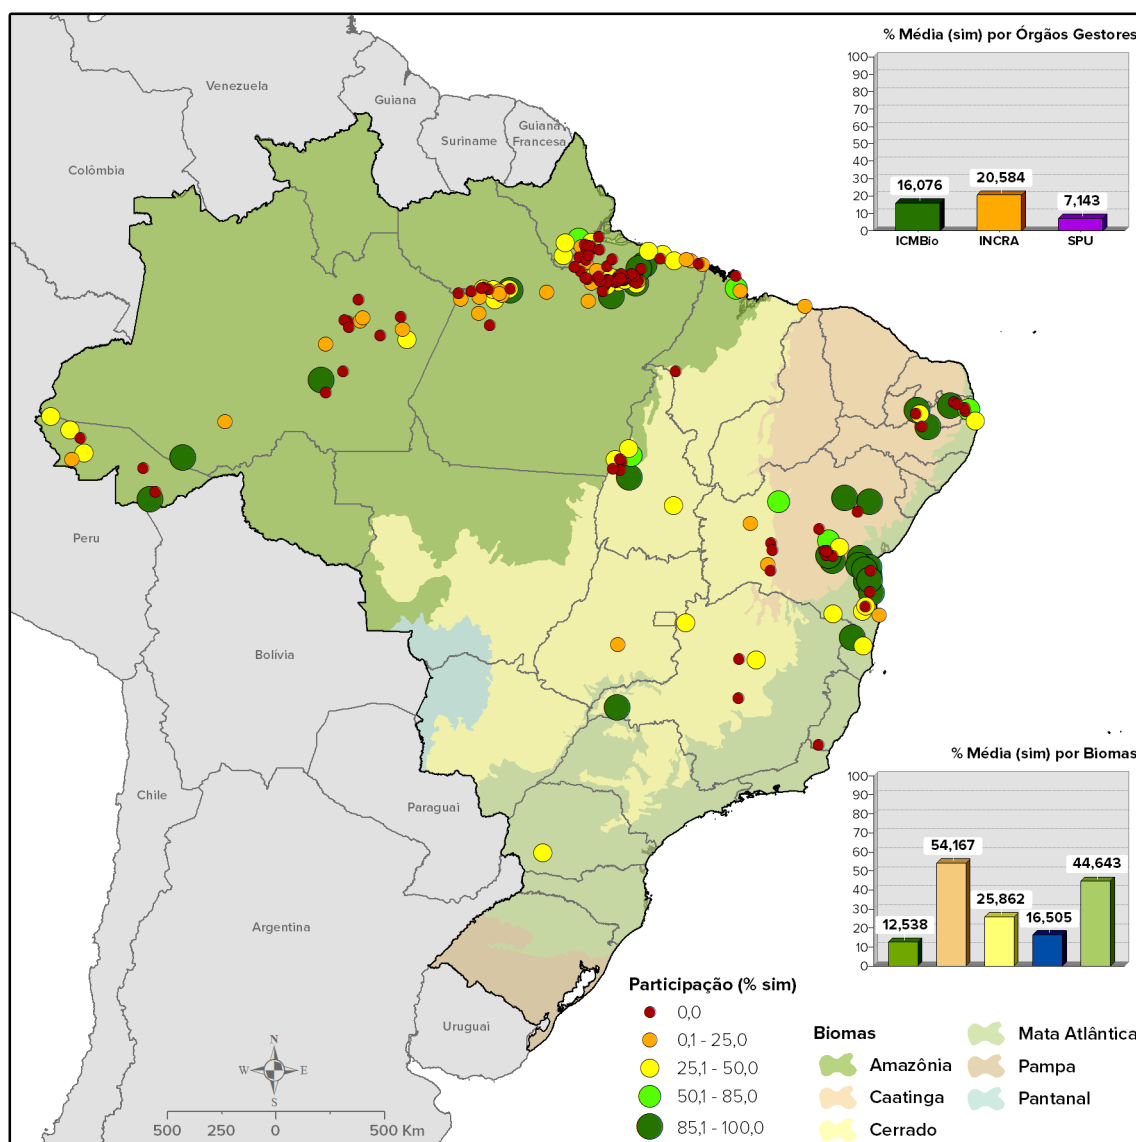 % Média (sim) por Órgãos Gestores
100
90
80
70
60
50
40
30
20
10
0
16,076
20,584
7,143
ICMBio
INCRA
SPU
Venezuela
Guiana
Suriname
Guiana
Francesa
Colômbia
Peru
Bolívia
Chile
Paraguai
Argentina
Uruguai
% Média (sim) por Biomas
100
90
80
70
60
50
40
30
20
10
0
12,538
54,167
25,862
16,505
44,643
Participação (% sim)
0,0
0,1 - 25,0
25,1 - 50,0
50,1 - 85,0
85,1 - 100,0
Biomas
Amazônia
Caatinga
Cerrado
Mata Atlântica
Pampa
Pantanal
N
W
E
S
500
250
0
500 Km